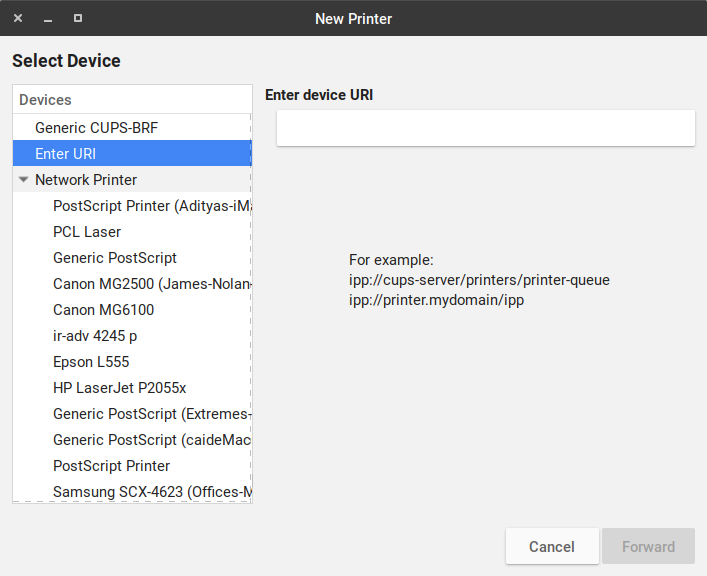 New Printer
Select Device
Devices
Generic CUPS-BRF
Enter URI
Network Printer
PostScript Printer (Adityas-iMa
PCL Laser
Generic PostScript
Canon MG2500 (James-Nolan-
Canon MG6100
ir-adv 4245 p
Epson L555
HP LaserJet P2055x
Generic PostScript (Extremes-
Generic PostScript (caideMac
PostScript Printer
Samsung SCX-4623 (Offices-M
Enter device URI
For example:
ipp://cups-server/printers/printer-queue
ipp://printer.mydomain/ipp
Cancel
Forward